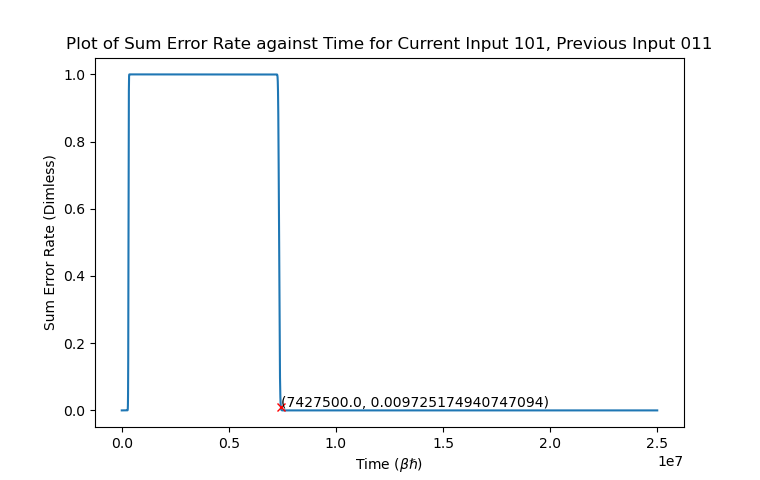 Plot of Sum Error Rate against Time for Current Input 101, Previous Input 011
1.0
0.8
0.6
0.4
0.2
0.0
Sum Error Rate (Dimless)
(7427500.0, 0.009725174940747094)
0.0 0.5 1.0 1.5 2.0 2.5
1e7
Time (βħ)